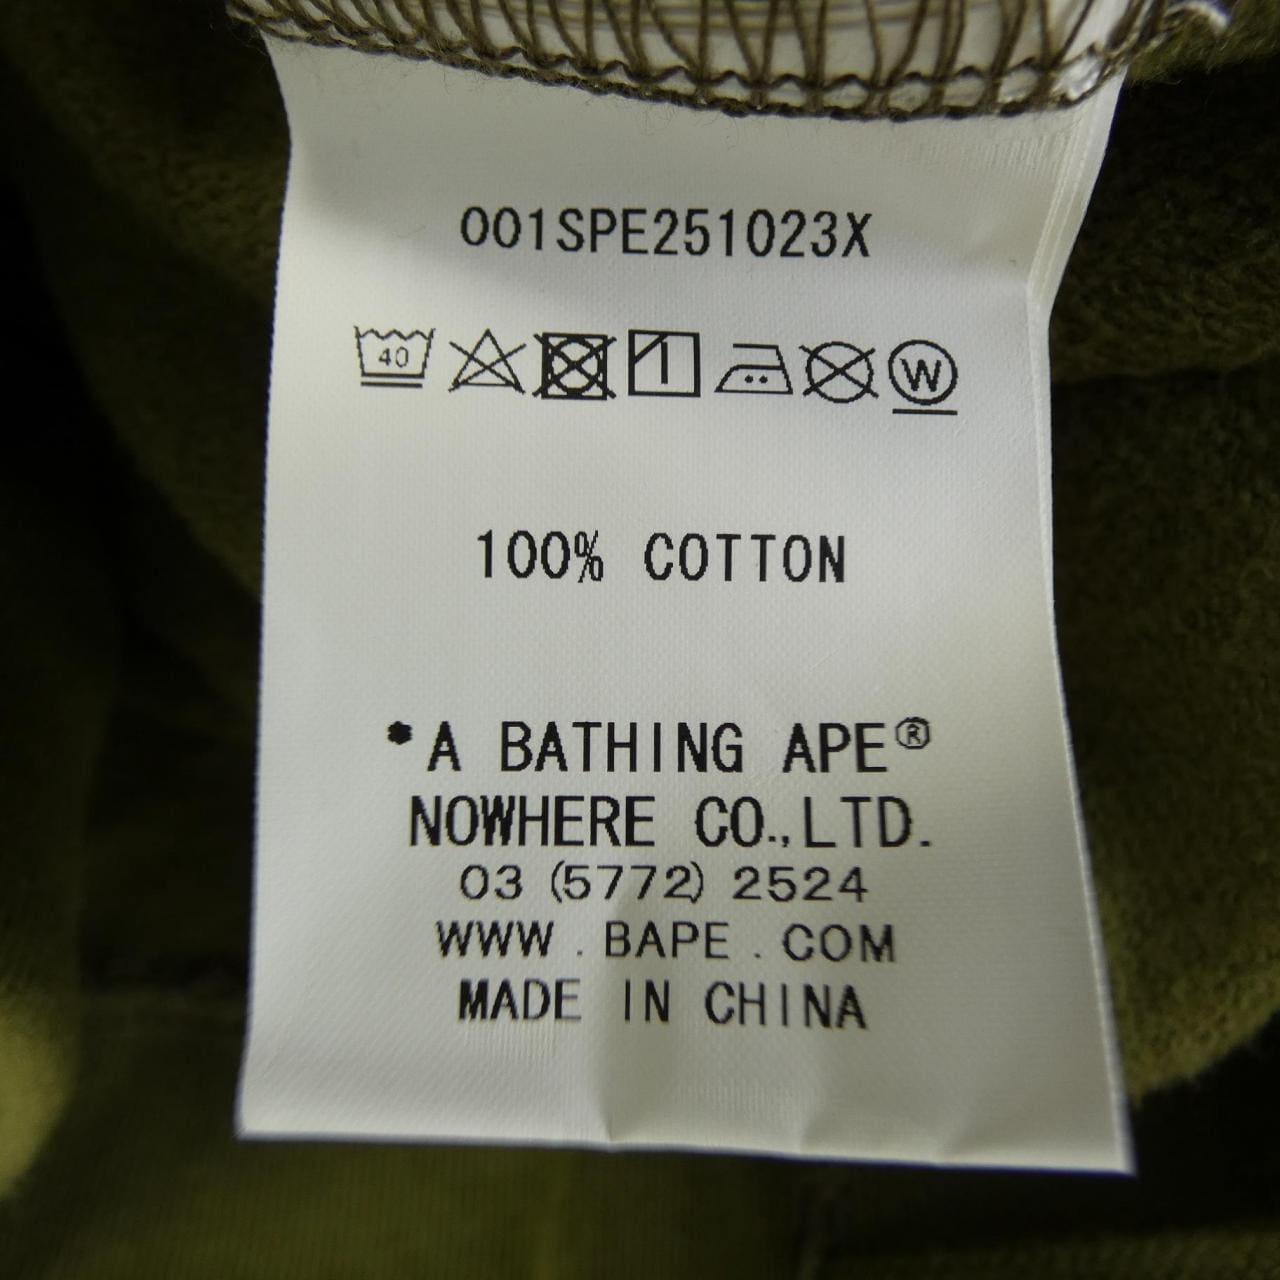 001SPE251023X
40 W
100% COTTON
*A BATHING APE®
NOWHERE CO.,LTD.
03 (5772) 2524
WWW.BAPE.COM
MADE IN CHINA